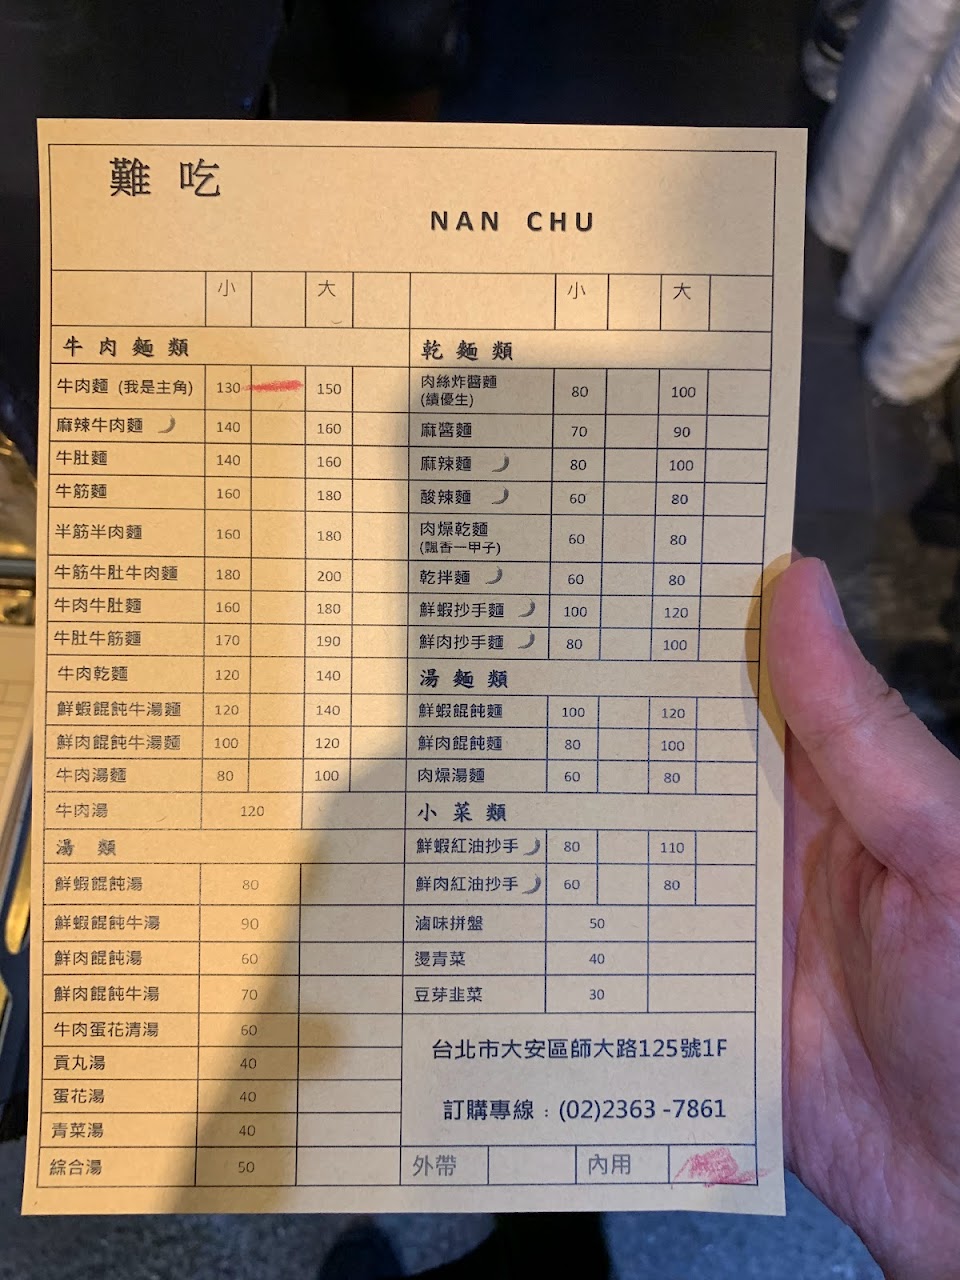 難 吃
NAN CHU
小 大
牛 肉 麵 類
牛肉麵 (我是主角) 130 150
麻辣牛肉麵 140 160
牛肚麵 140 160
牛筋麵 160 180
半筋半肉麵 160 180
牛筋牛肚牛肉麵 180 200
牛肉牛肚麵 160 180
牛肚牛筋麵 170 190
牛肉乾麵 120 140
鮮蝦餛飩牛湯麵 120 140
鮮肉餛飩牛湯麵 100 120
牛肉湯麵 80 100
牛肉湯 120
湯 類
鮮蝦餛飩湯 80
鮮蝦餛飩牛湯 90
鮮肉餛飩湯 60
鮮肉餛飩牛湯 70
牛肉蛋花清湯 60
貢丸湯 40
蛋花湯 40
青菜湯 40
綜合湯 50
小 大
乾 麵 類
肉絲炸醬麵 80 100
(績優生)
麻醬麵 70 90
麻辣麵 80 100
酸辣麵 60 80
肉燥乾麵 60 80
(飄香一甲子)
乾拌麵 60 80
鮮蝦抄手麵 100 120
鮮肉抄手麵 80 100
湯 麵 類
鮮蝦餛飩麵 100 120
鮮肉餛飩麵 80 100
肉燥湯麵 60 80
小 菜 類
鮮蝦紅油抄手 80 110
鮮肉紅油抄手 60 80
滷味拼盤 50
燙青菜 40
豆芽韭菜 30
台北市大安區師大路125號1F
訂購專線：(02)2363 -7861
外帶 內用